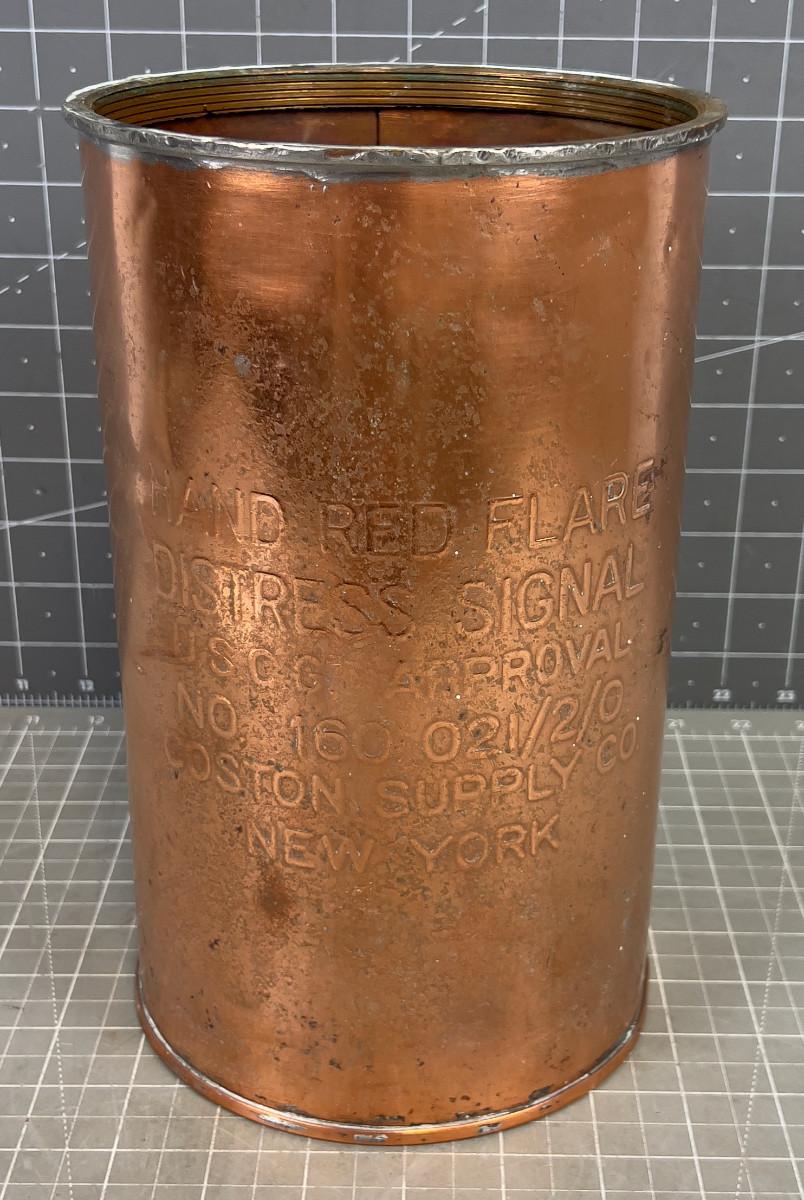 HAND RED FLARE
DISTRESS SIGNAL
U S C G APPROVAL
NO. 160 021/2/0
COSTON SUPPLY CO.
NEW YORK